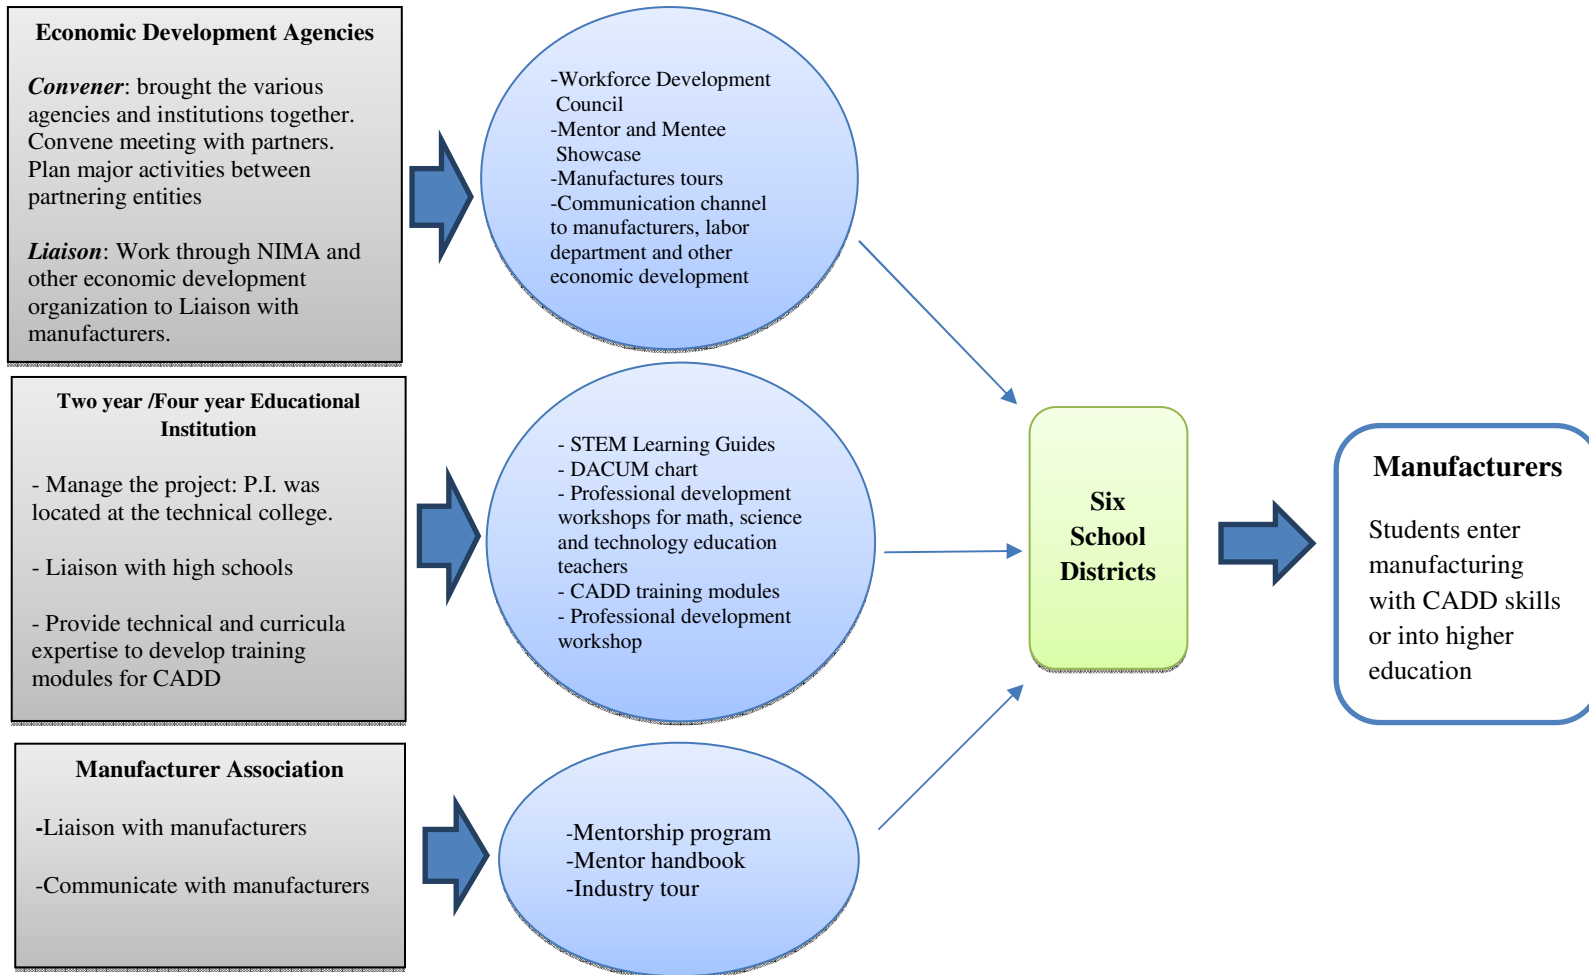 Economic Development Agencies
Convener: brought the various
agencies and institutions together.
Convene meeting with partners.
Plan major activities between
partnering entities
Liaison: Work through NIMA and
other economic development
organization to Liaison with
manufacturers.
-Workforce Development
Council
-Mentor and Mentee
Showcase
-Manufactures tours
-Communication channel
to manufacturers, labor
department and other
economic development
Two year /Four year Educational
Institution
- Manage the project: P.I. was
located at the technical college.
- Liaison with high schools
- Provide technical and curricula
expertise to develop training
modules for CADD
- STEM Learning Guides
- DACUM chart
- Professional development
workshops for math, science
and technology education
teachers
- CADD training modules
- Professional development
workshop
Manufacturer Association
-Liaison with manufacturers
-Communicate with manufacturers
-Mentorship program
-Mentor handbook
-Industry tour
Six
School
Districts
Manufacturers
Students enter
manufacturing
with CADD skills
or into higher
education